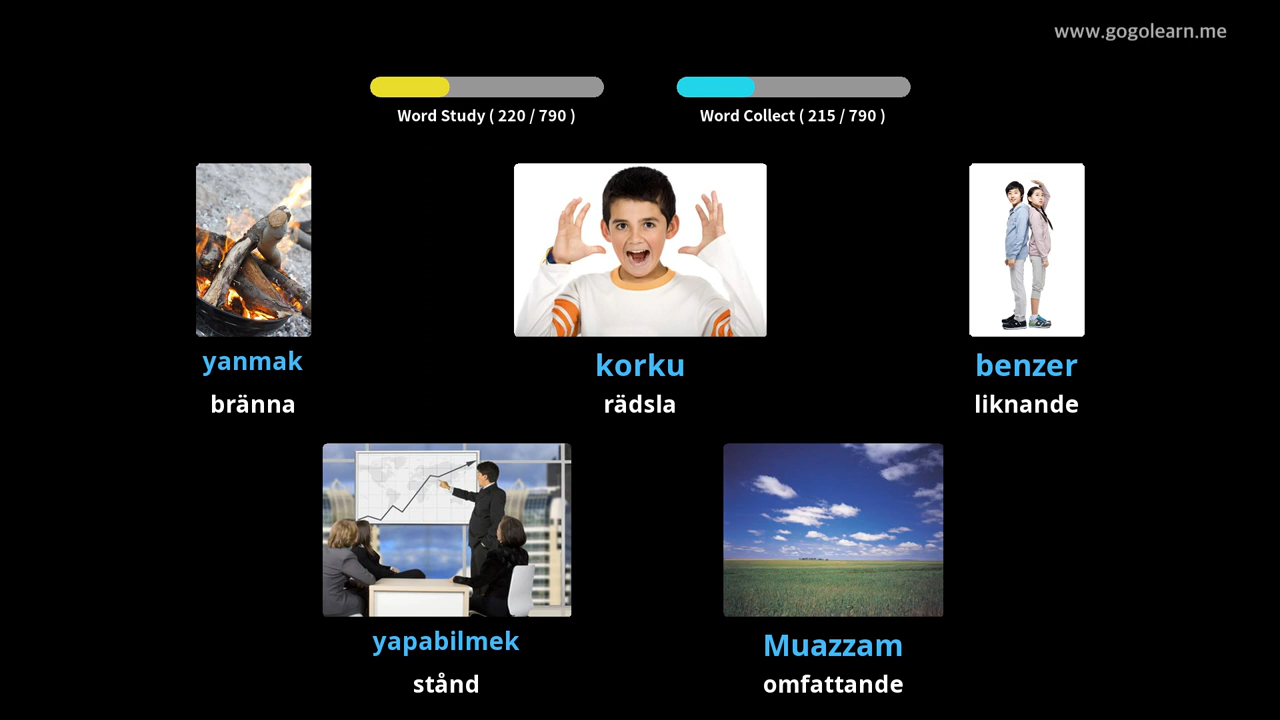 www.gogolearn.me
Word Study ( 220 / 790 )
Word Collect ( 215 / 790 )
yanmak
bränna
korku
rädsla
benzer
liknande
yapabilmek
stånd
Muazzam
omfattande